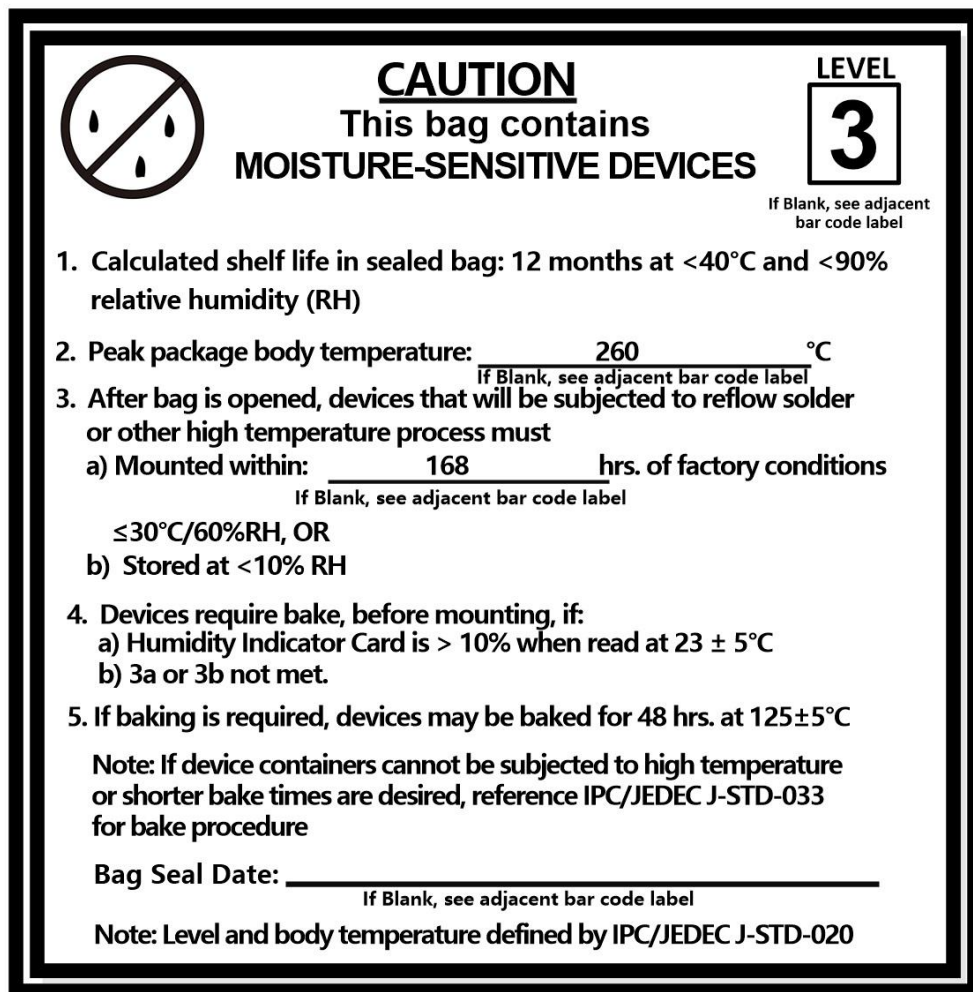 CAUTION
This bag contains
MOISTURE-SENSITIVE DEVICES
LEVEL
3
If Blank, see adjacent
bar code label
1. Calculated shelf life in sealed bag: 12 months at <40°C and <90%
relative humidity (RH)
2. Peak package body temperature: 260 °C
If Blank, see adjacent bar code label
3. After bag is opened, devices that will be subjected to reflow solder
or other high temperature process must
a) Mounted within: 168 hrs. of factory conditions
If Blank, see adjacent bar code label
≤30°C/60%RH, OR
b) Stored at <10% RH
4. Devices require bake, before mounting, if:
a) Humidity Indicator Card is > 10% when read at 23 ± 5°C
b) 3a or 3b not met.
5. If baking is required, devices may be baked for 48 hrs. at 125±5°C
Note: If device containers cannot be subjected to high temperature
or shorter bake times are desired, reference IPC/JEDEC J-STD-033
for bake procedure
Bag Seal Date:
If Blank, see adjacent bar code label
Note: Level and body temperature defined by IPC/JEDEC J-STD-020